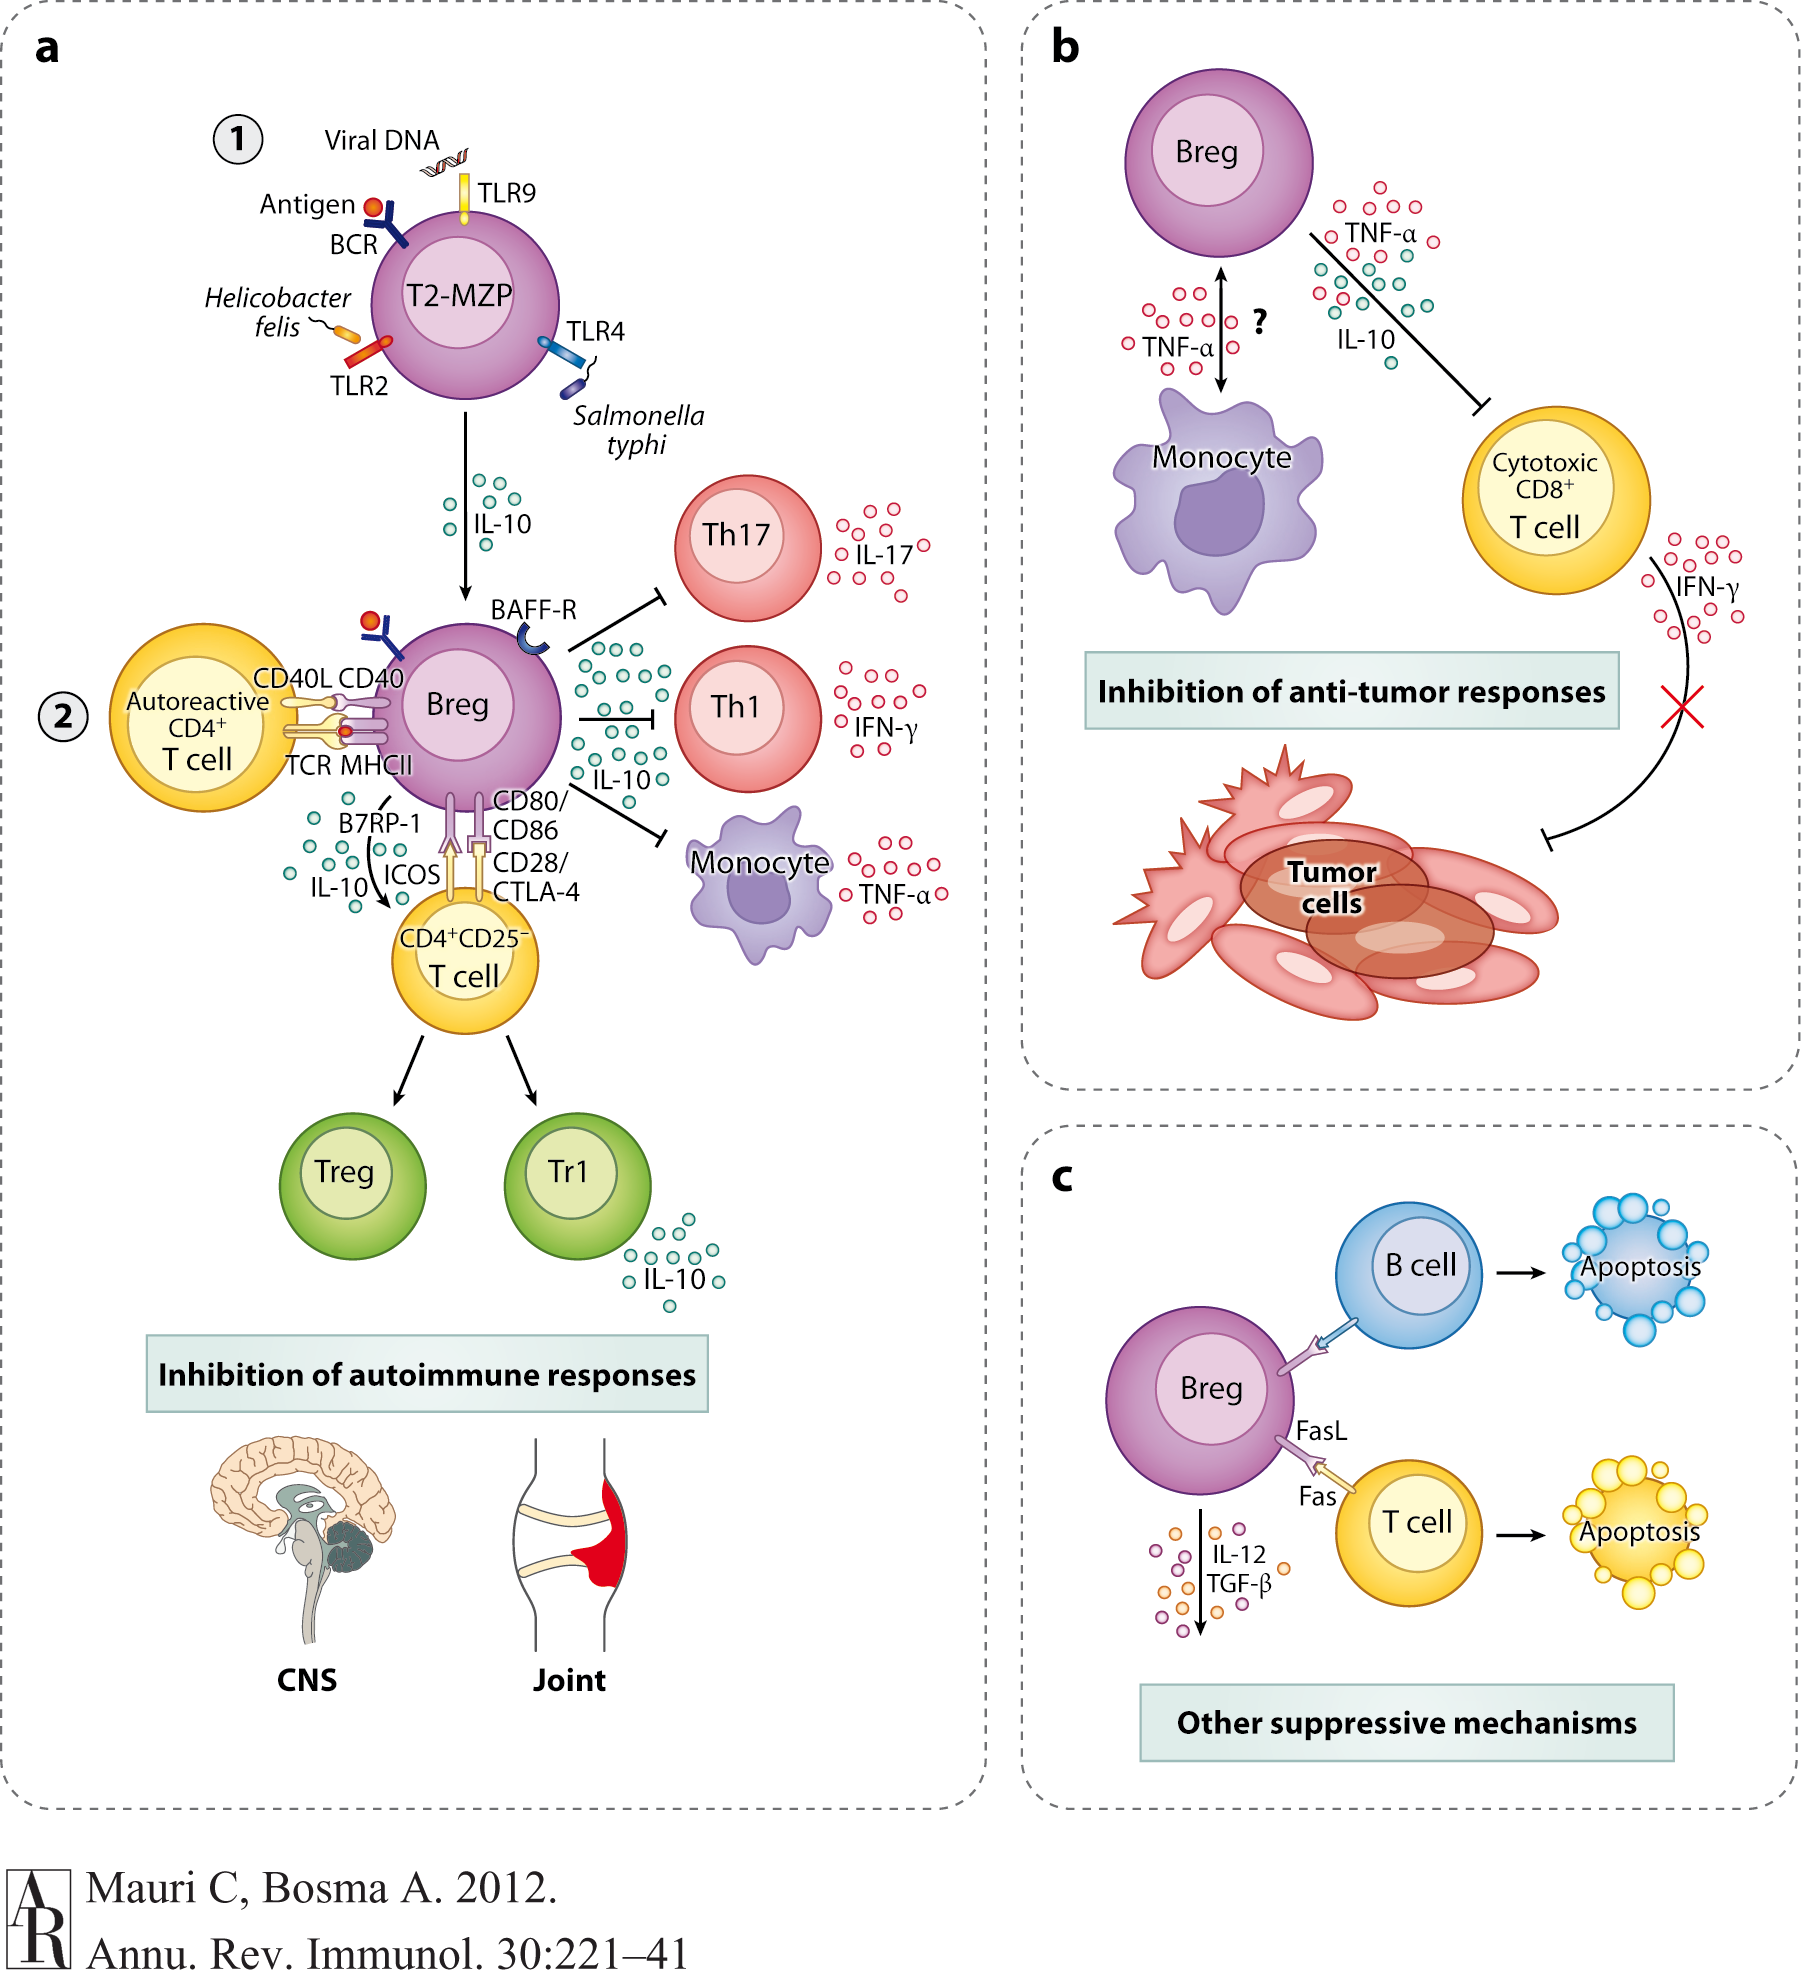 a
1
Viral DNA
TLR9
Antigen
BCR
T2-MZP
Helicobacter
felis
TLR4
TLR2
Salmonella
typhi
IL-10
Th17
IL-17
BAFF-R
2
Autoreactive
CD4⁺
T cell
CD40L CD40
TCR MHCII
Breg
Th1
IFN-γ
IL-10
B7RP-1
IL-10
ICOS
CD80/
CD86
CD28/
CTLA-4
Monocyte
TNF-α
CD4⁺CD25⁻
T cell
Treg
Tr1
IL-10
Inhibition of autoimmune responses
CNS
Joint
b
Breg
TNF-α
IL-10
TNF-α
?
Monocyte
Cytotoxic
CD8⁺
T cell
IFN-γ
Inhibition of anti-tumor responses
Tumor
cells
c
B cell
Apoptosis
Breg
FasL
Fas
T cell
Apoptosis
IL-12
TGF-β
Other suppressive mechanisms
AR
Mauri C, Bosma A. 2012.
Annu. Rev. Immunol. 30:221–41